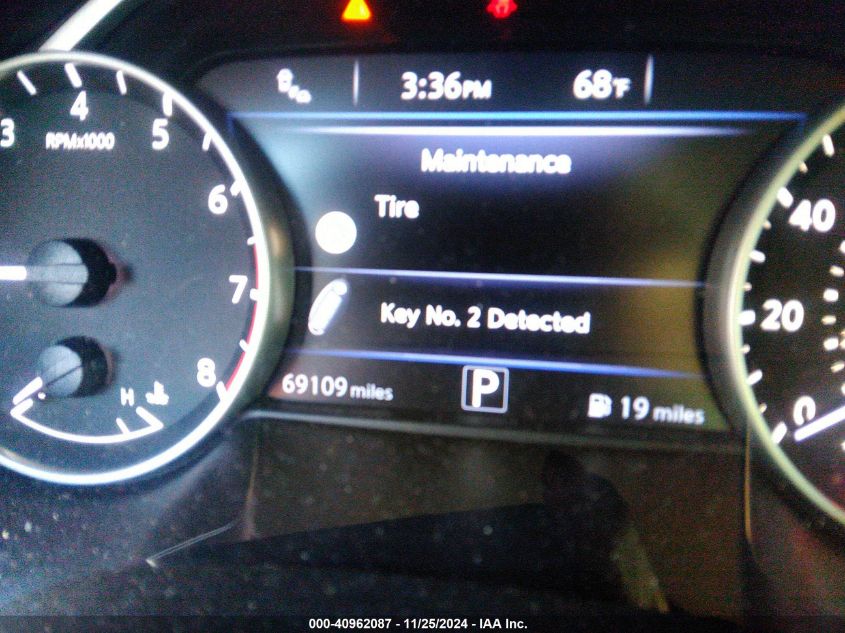 3:36PM 68°F
3 4 5 6 7 8
RPMx1000
Maintenance
Tire
Key No. 2 Detected
H
69109 miles P 19 miles
40
20
0
000-40962087 - 11/25/2024 - IAA Inc.